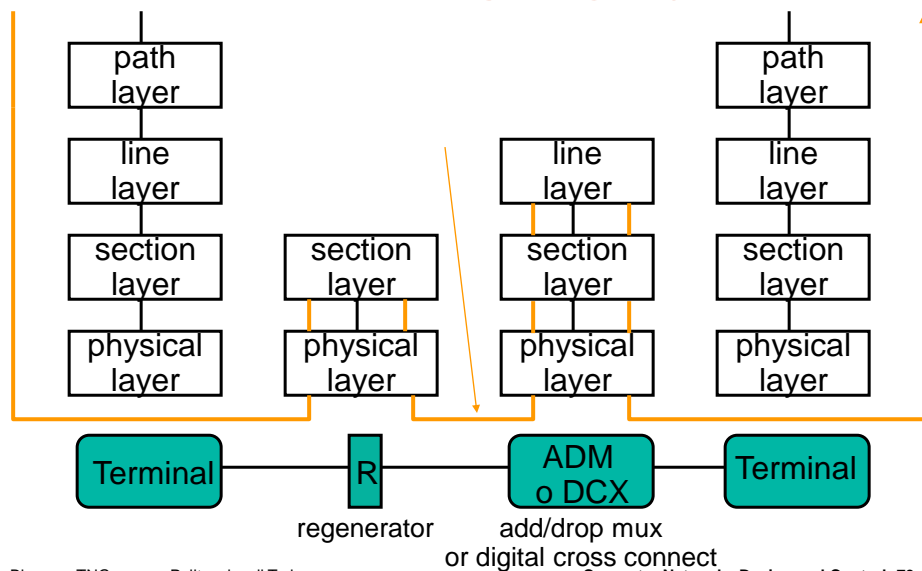 path
layer
path
layer
line
layer
line
layer
line
layer
section
layer
section
layer
section
layer
section
layer
physical
layer
physical
layer
physical
layer
physical
layer
Terminal
R
ADM
o DCX
Terminal
regenerator
add/drop mux
or digital cross connect